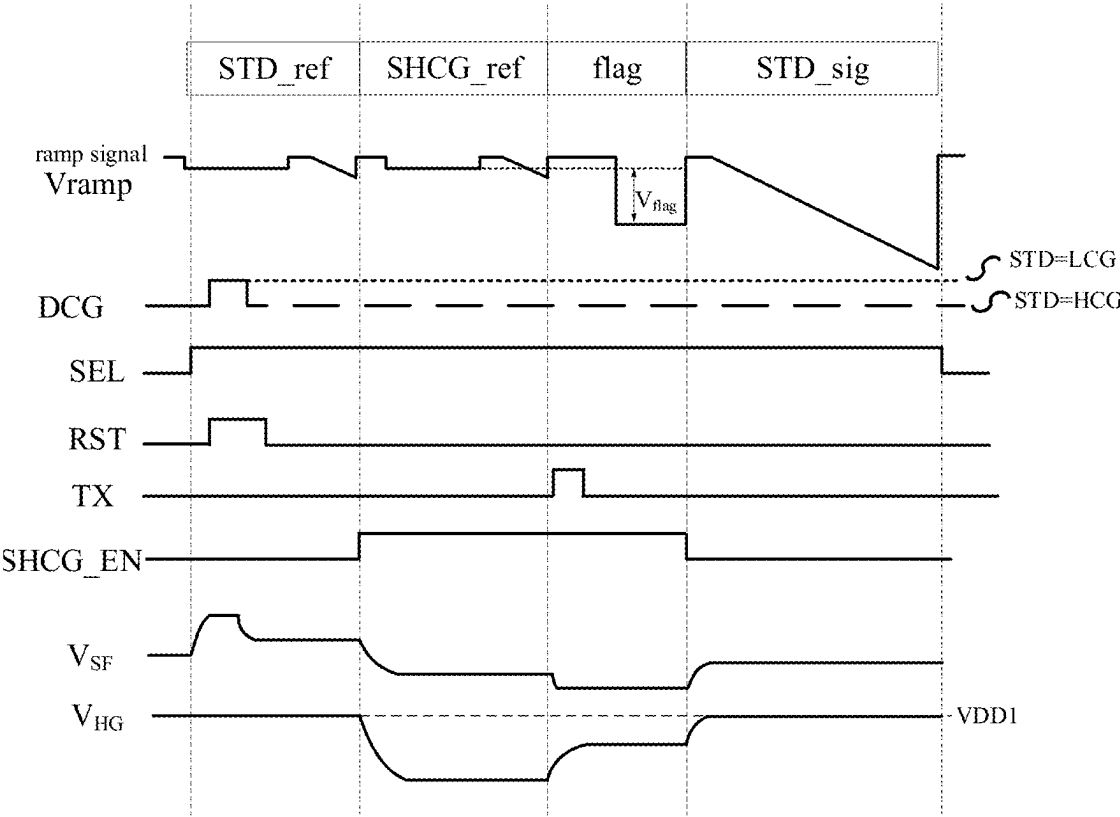 STD_ref SHCG_ref flag STD_sig
ramp signal
Vramp
Vflag
STD=LCG
STD=HCG
DCG
SEL
RST
TX
SHCG_EN
VSF
VHG
VDD1